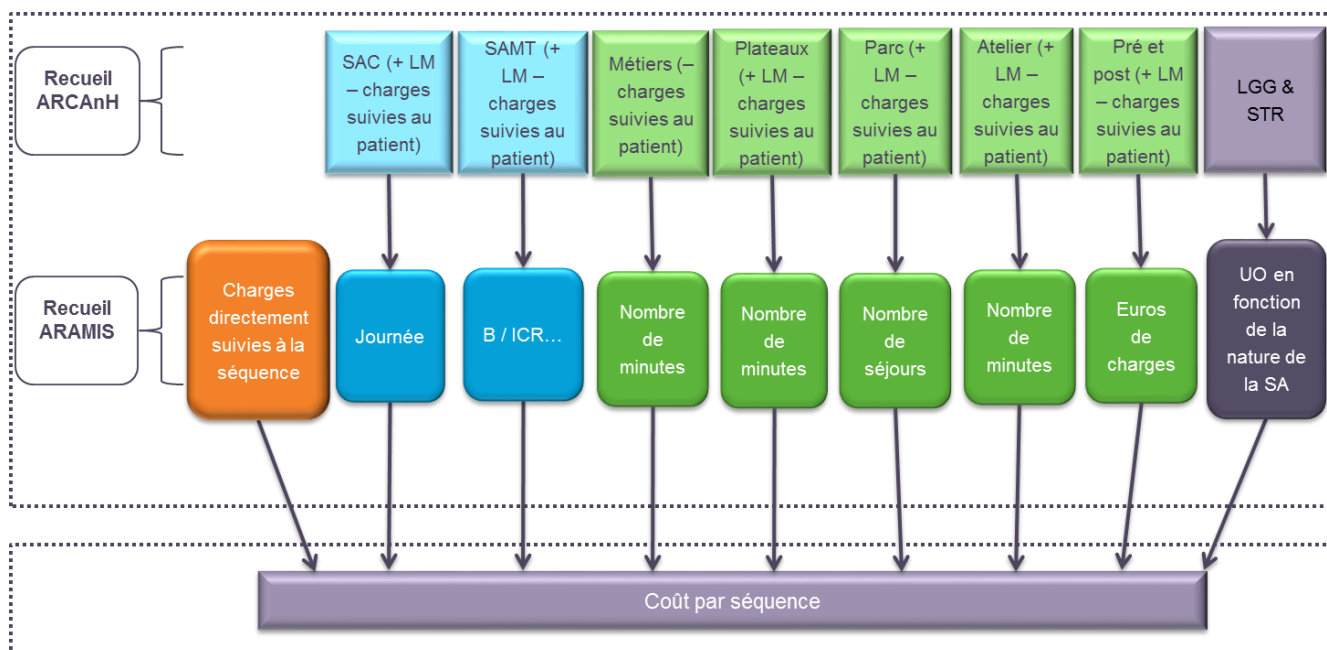 Recueil
ARCAnH
SAC (+ LM
– charges
suivies au
patient)
SAMT (+
LM –
charges
suivies au
patient)
Métiers (–
charges
suivies au
patient)
Plateaux
(+ LM –
charges
suivies au
patient)
Parc (+
LM –
charges
suivies au
patient)
Atelier (+
LM –
charges
suivies au
patient)
Pré et
post (+ LM
– charges
suivies au
patient)
LGG &
STR
Recueil
ARAMIS
Charges
directement
suivies à la
séquence
Journée
B / ICR…
Nombre
de
minutes
Nombre
de
minutes
Nombre
de
séjours
Nombre
de
minutes
Euros
de
charges
UO en
fonction
de la
nature de
la SA
Coût par séquence